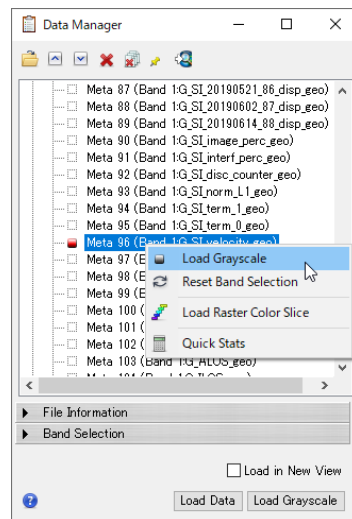 Data Manager
Meta 87 (Band 1:G_SI_20190521_86_disp_geo)
Meta 88 (Band 1:G_SI_20190602_87_disp_geo)
Meta 89 (Band 1:G_SI_20190614_88_disp_geo)
Meta 90 (Band 1:G_SI_image_perc_geo)
Meta 91 (Band 1:G_SI_interf_perc_geo)
Meta 92 (Band 1:G_SI_disc_counter_geo)
Meta 93 (Band 1:G_SI_norm_L1_geo)
Meta 94 (Band 1:G_SI_term_1_geo)
Meta 95 (Band 1:G_SI_term_0_geo)
Meta 96 (Band 1:G_SI_velocity_geo)
Meta 97 (E
Load Grayscale
Meta 98 (E
Reset Band Selection
Meta 99 (E
Meta 100 (
Load Raster Color Slice
Meta 101 (
Meta 102 (
Quick Stats
Meta 103 (Band 1:G_ALOS_geo)
File Information
Band Selection
Load in New View
Load Data
Load Grayscale